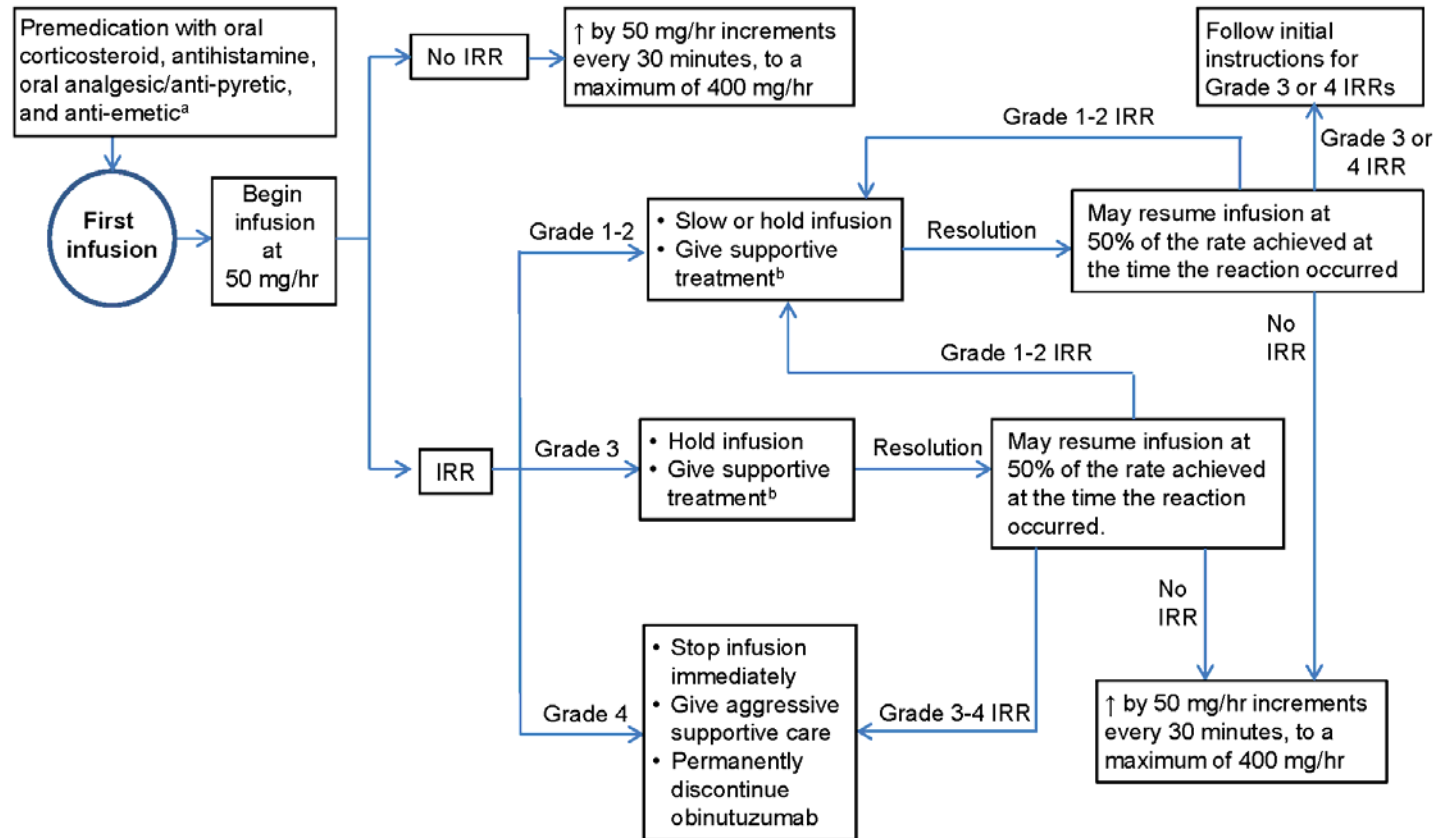 Premedication with oral
corticosteroid, antihistamine,
oral analgesic/anti-pyretic,
and anti-emeticᵃ
First
infusion
Begin
infusion
at
50 mg/hr
No IRR
↑ by 50 mg/hr increments
every 30 minutes, to a
maximum of 400 mg/hr
Follow initial
instructions for
Grade 3 or 4 IRRs
Grade 1-2 IRR
Grade 3 or
4 IRR
Grade 1-2
• Slow or hold infusion
• Give supportive
treatmentᵇ
Resolution
May resume infusion at
50% of the rate achieved at
the time the reaction occurred
Grade 1-2 IRR
No
IRR
IRR
Grade 3
• Hold infusion
• Give supportive
treatmentᵇ
Resolution
May resume infusion at
50% of the rate achieved
at the time the reaction
occurred.
No
IRR
Grade 4
• Stop infusion
immediately
• Give aggressive
supportive care
• Permanently
discontinue
obinutuzumab
Grade 3-4 IRR
↑ by 50 mg/hr increments
every 30 minutes, to a
maximum of 400 mg/hr